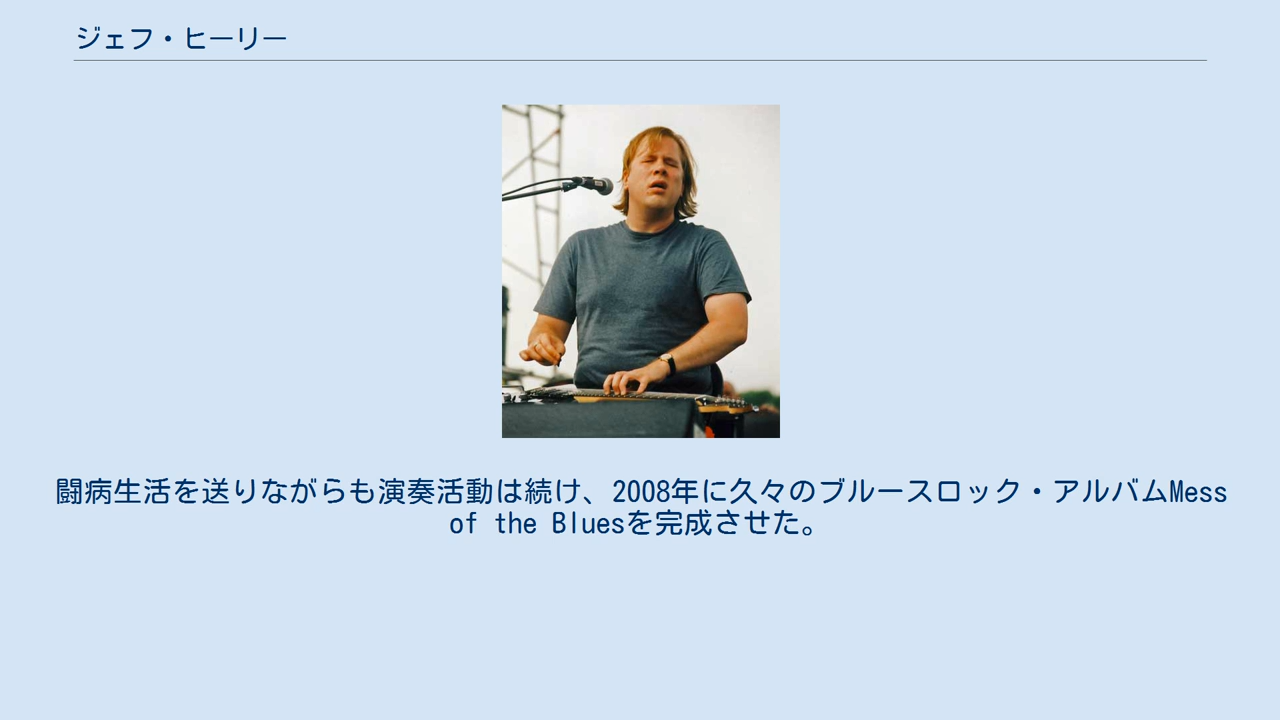 ジェフ・ヒーリー
闘病生活を送りながらも演奏活動は続け、2008年に久々のブルースロック・アルバムMess
of the Bluesを完成させた。